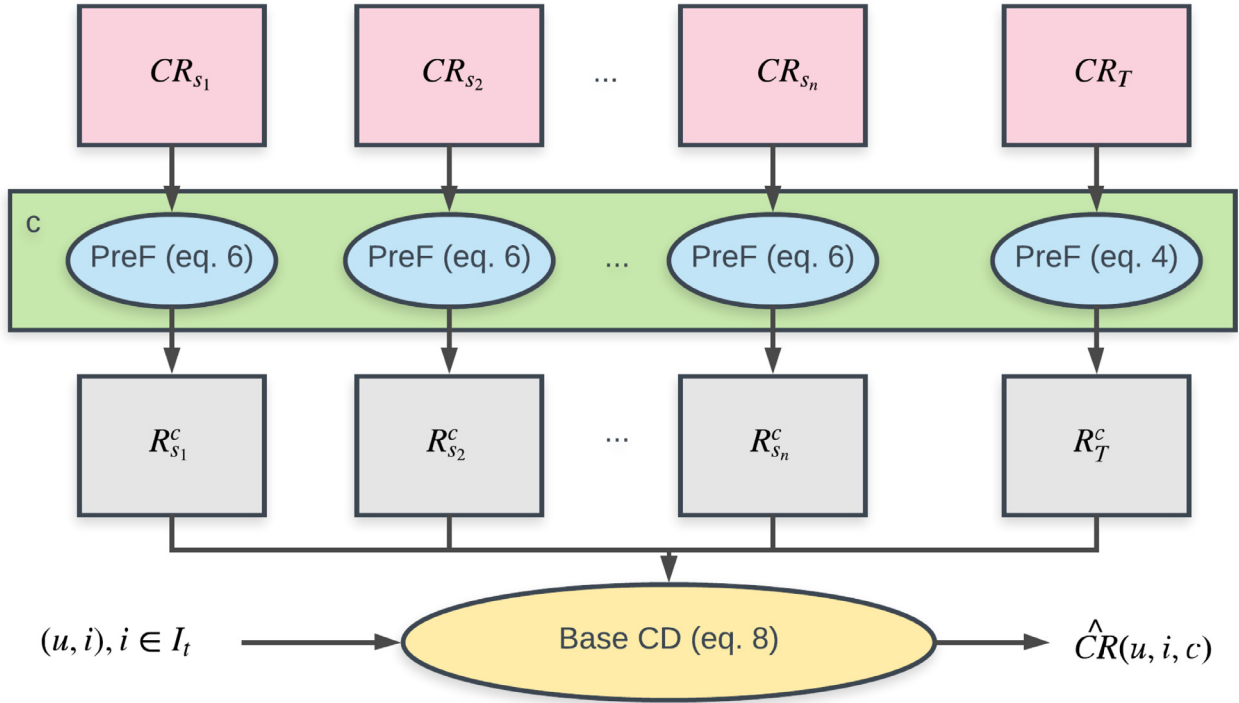 CR_{s_1} CR_{s_2} ... CR_{s_n} CR_T
c
PreF (eq. 6) PreF (eq. 6) ... PreF (eq. 6) PreF (eq. 4)
R^c_{s_1} R^c_{s_2} ... R^c_{s_n} R^c_T
(u, i), i ∈ I_t Base CD (eq. 8) \hat{CR}(u, i, c)